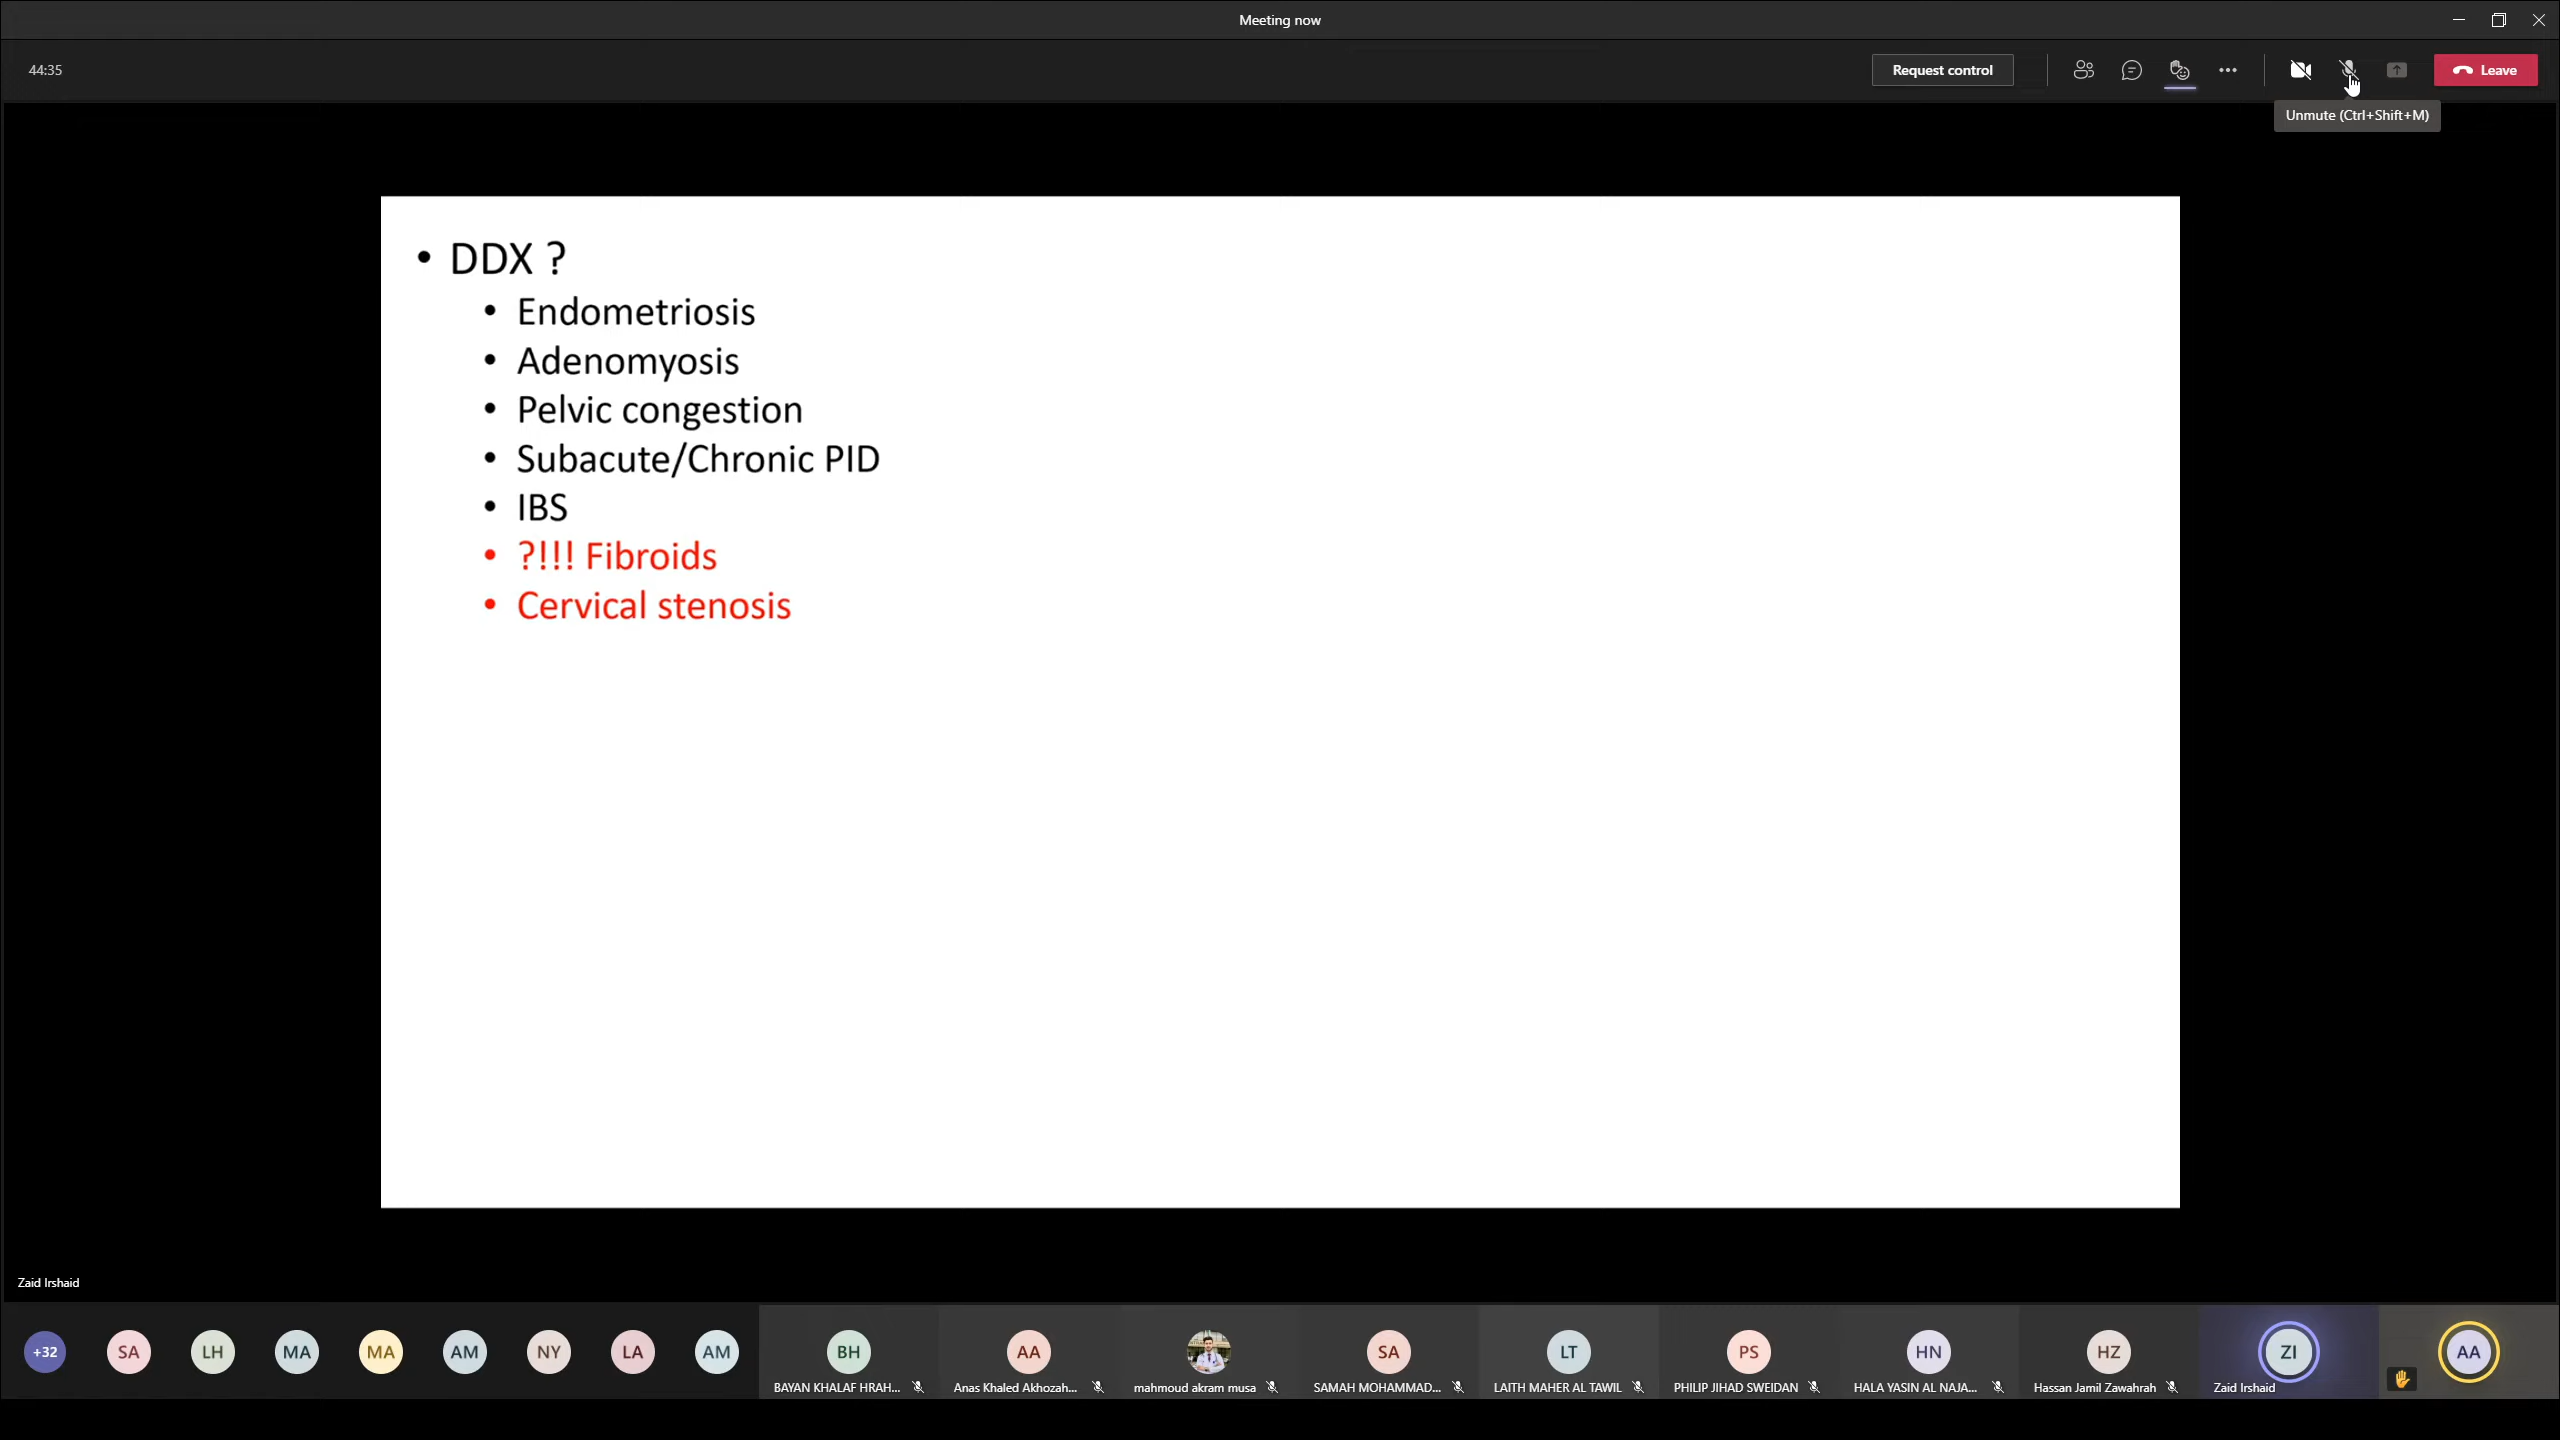 Meeting now
44:35
Request control
Leave
Unmute (Ctrl+Shift+M)
• DDX ?
• Endometriosis
• Adenomyosis
• Pelvic congestion
• Subacute/Chronic PID
• IBS
• ?!!! Fibroids
• Cervical stenosis
Zaid Irshaid
+32 SA LH MA MA AM NY LA AM BH AA SA LT PS HN HZ ZI AA
BAYAN KHALAF HRAH... Anas Khaled Akhozah... mahmoud akram musa SAMAH MOHAMMAD... LAITH MAHER AL TAWIL PHILIP JIHAD SWEIDAN HALA YASIN AL NAJA... Hassan Jamil Zawahrah Zaid Irshaid